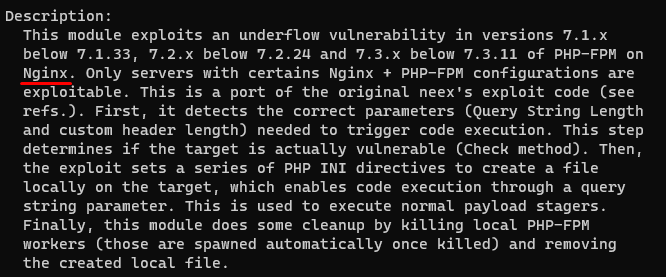 Description:
This module exploits an underflow vulnerability in versions 7.1.x
below 7.1.33, 7.2.x below 7.2.24 and 7.3.x below 7.3.11 of PHP-FPM on
Nginx. Only servers with certains Nginx + PHP-FPM configurations are
exploitable. This is a port of the original neex's exploit code (see
refs.). First, it detects the correct parameters (Query String Length
and custom header length) needed to trigger code execution. This step
determines if the target is actually vulnerable (Check method). Then,
the exploit sets a series of PHP INI directives to create a file
locally on the target, which enables code execution through a query
string parameter. This is used to execute normal payload stagers.
Finally, this module does some cleanup by killing local PHP-FPM
workers (those are spawned automatically once killed) and removing
the created local file.